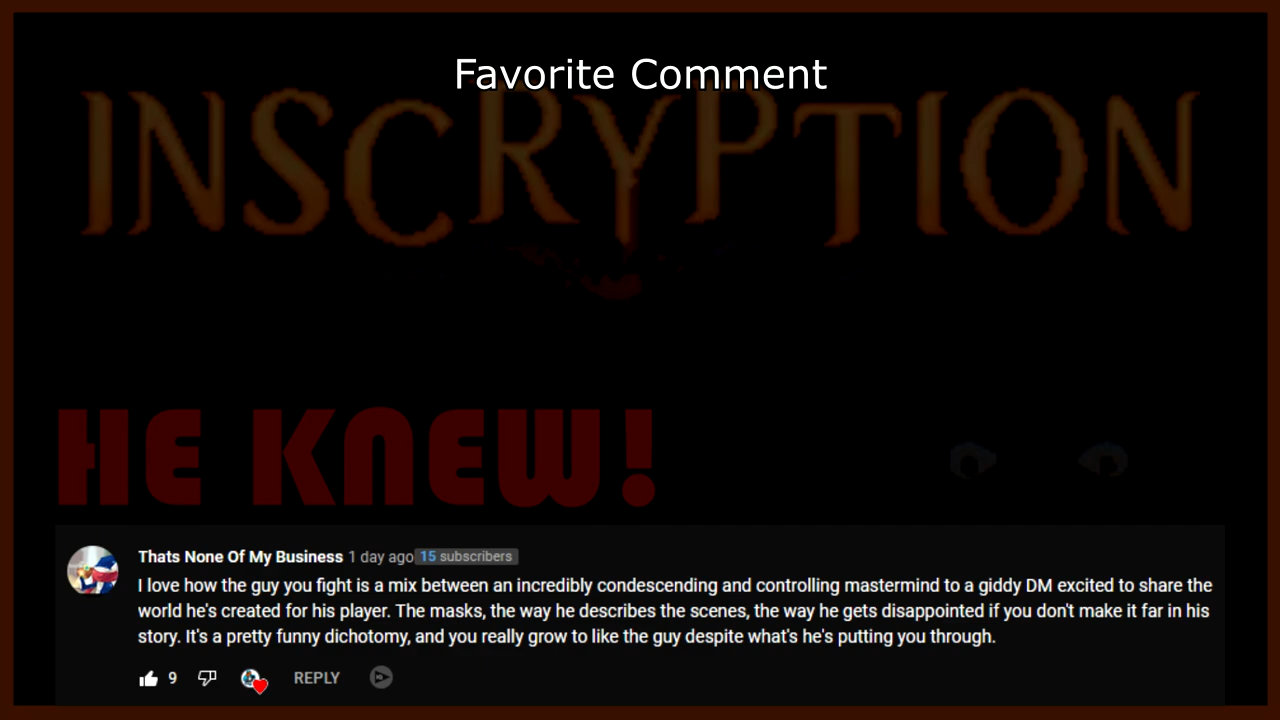 Favorite Comment
INSCRYPTION
HE KNEW!
Thats None Of My Business 1 day ago 15 subscribers
I love how the guy you fight is a mix between an incredibly condescending and controlling mastermind to a giddy DM excited to share the
world he's created for his player. The masks, the way he describes the scenes, the way he gets disappointed if you don't make it far in his
story. It's a pretty funny dichotomy, and you really grow to like the guy despite what's he's putting you through.
9 REPLY